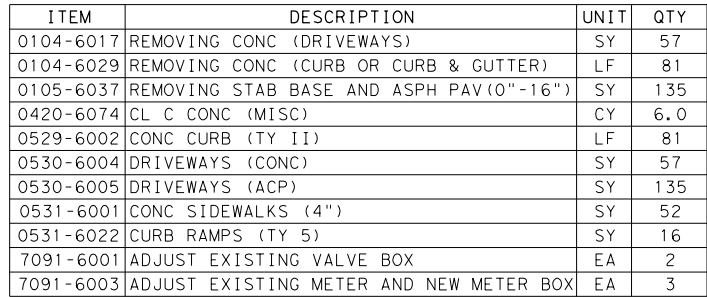 ITEM DESCRIPTION UNIT QTY
0104-6017 REMOVING CONC (DRIVEWAYS) SY 57
0104-6029 REMOVING CONC (CURB OR CURB & GUTTER) LF 81
0105-6037 REMOVING STAB BASE AND ASPH PAV(0"-16") SY 135
0420-6074 CL C CONC (MISC) CY 6.0
0529-6002 CONC CURB (TY II) LF 81
0530-6004 DRIVEWAYS (CONC) SY 57
0530-6005 DRIVEWAYS (ACP) SY 135
0531-6001 CONC SIDEWALKS (4") SY 52
0531-6022 CURB RAMPS (TY 5) SY 16
7091-6001 ADJUST EXISTING VALVE BOX EA 2
7091-6003 ADJUST EXISTING METER AND NEW METER BOX EA 3